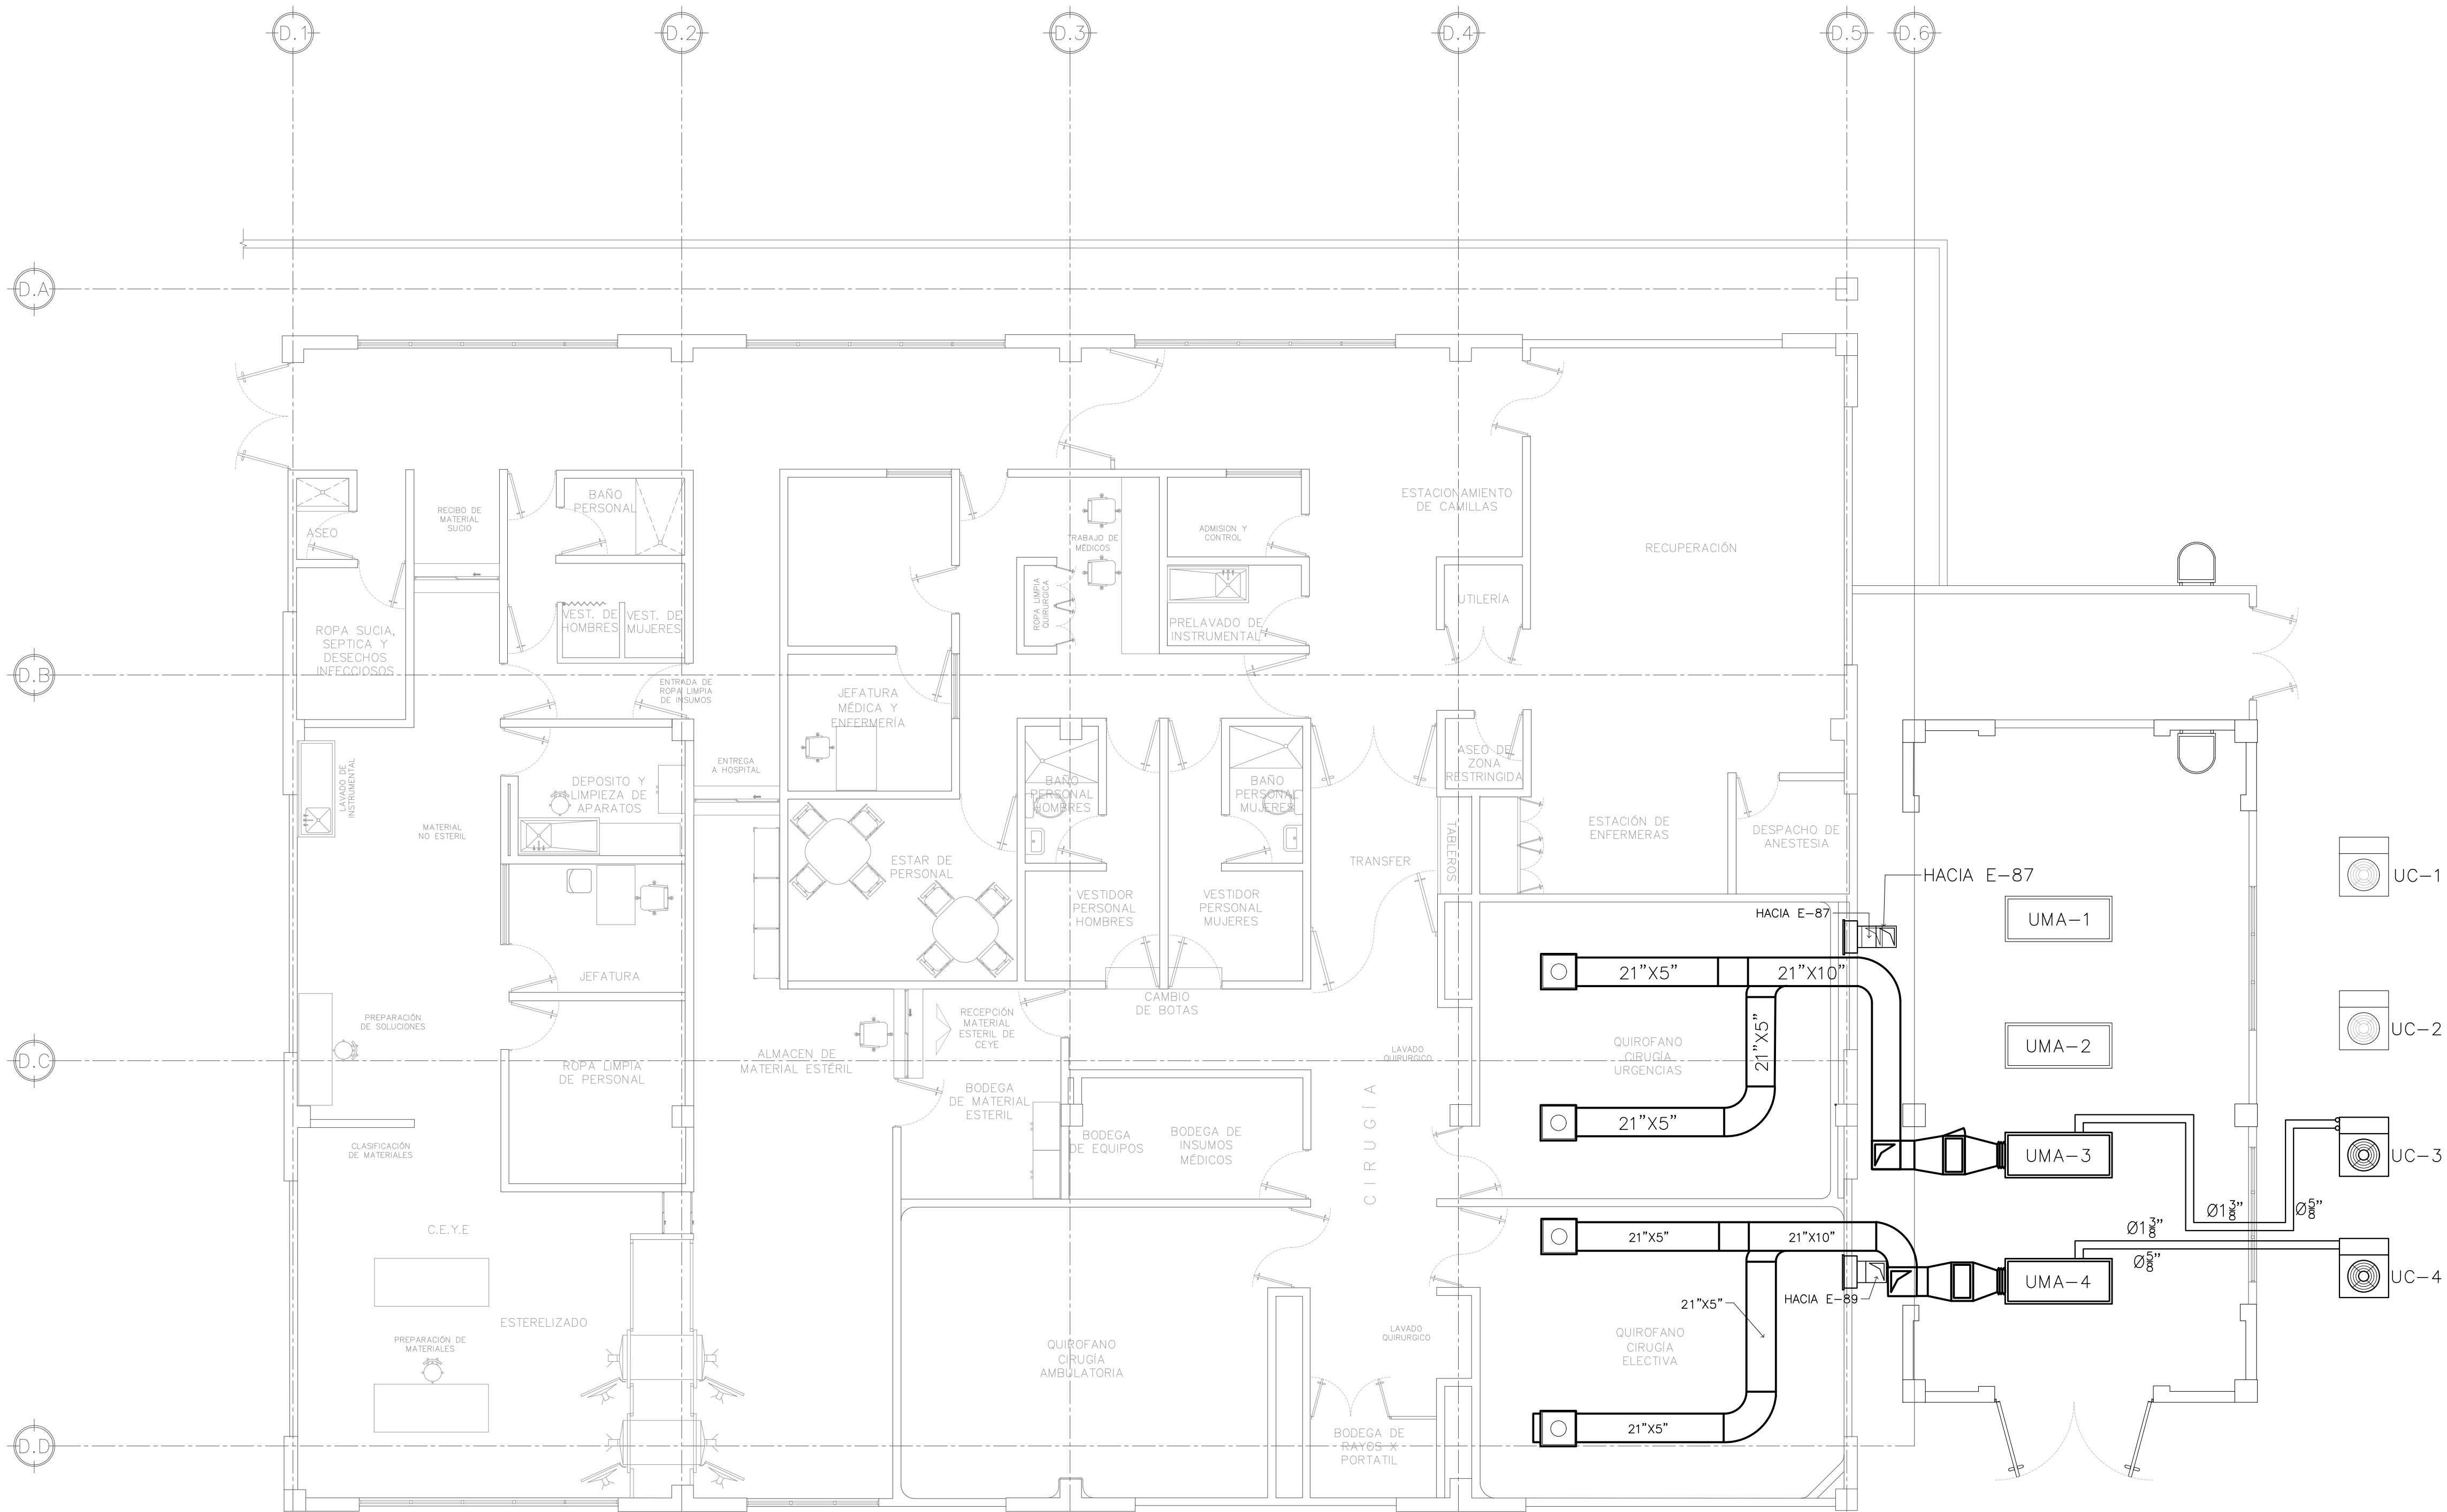 D.1
D.2
D.3
D.4
D.5
D.6
D.A
D.B
D.C
D.D
ASEO
RECIBO DE
MATERIAL
SUCIO
BAÑO
PERSONAL
ROPA SUCIA,
SEPTICA Y
DESECHOS
INFECCIOSOS
VEST. DE
HOMBRES
VEST. DE
MUJERES
ENTRADA DE
ROPA LIMPIA
DE INSUMOS
JEFATURA
MÉDICA Y
ENFERMERÍA
TRABAJO DE
MÉDICOS
ROPA LIMPIA
QUIRURGICA
ADMISION Y
CONTROL
PRELAVADO DE
INSTRUMENTAL
ESTACIONAMIENTO
DE CAMILLAS
UTILERÍA
RECUPERACIÓN
LAVADO DE
INSTRUMENTAL
MATERIAL
NO ESTERIL
DEPOSITO Y
LIMPIEZA DE
APARATOS
ENTREGA
A HOSPITAL
ESTAR DE
PERSONAL
BAÑO
PERSONAL
HOMBRES
BAÑO
PERSONAL
MUJERES
VESTIDOR
PERSONAL
HOMBRES
VESTIDOR
PERSONAL
MUJERES
TRANSFER
ASEO DE
ZONA
RESTRINGIDA
TABLEROS
ESTACIÓN DE
ENFERMERAS
DESPACHO DE
ANESTESIA
HACIA E-87
HACIA E-87
UMA-1
UC-1
JEFATURA
PREPARACIÓN
DE SOLUCIONES
ROPA LIMPIA
DE PERSONAL
ALMACEN DE
MATERIAL ESTÉRIL
RECEPCIÓN
MATERIAL
ESTERIL DE
CEYE
CAMBIO
DE BOTAS
BODEGA
DE MATERIAL
ESTERIL
BODEGA
DE EQUIPOS
BODEGA DE
INSUMOS
MÉDICOS
LAVADO
QUIRURGICO
CIRUGÍA
21"X5"
21"X10"
21"X5"
21"X5"
QUIROFANO
CIRUGÍA
URGENCIAS
UMA-2
UC-2
UMA-3
UC-3
CLASIFICACIÓN
DE MATERIALES
C.E.Y.E
ESTERELIZADO
PREPARACIÓN DE
MATERIALES
QUIROFANO
CIRUGÍA
AMBULATORIA
LAVADO
QUIRURGICO
BODEGA DE
RAYOS X
PORTATIL
21"X5"
21"X10"
21"X5"
HACIA E-89
QUIROFANO
CIRUGÍA
ELECTIVA
21"X5"
Ø1 3/8"
Ø5/8"
Ø1 3/8"
Ø5/8"
UMA-4
UC-4